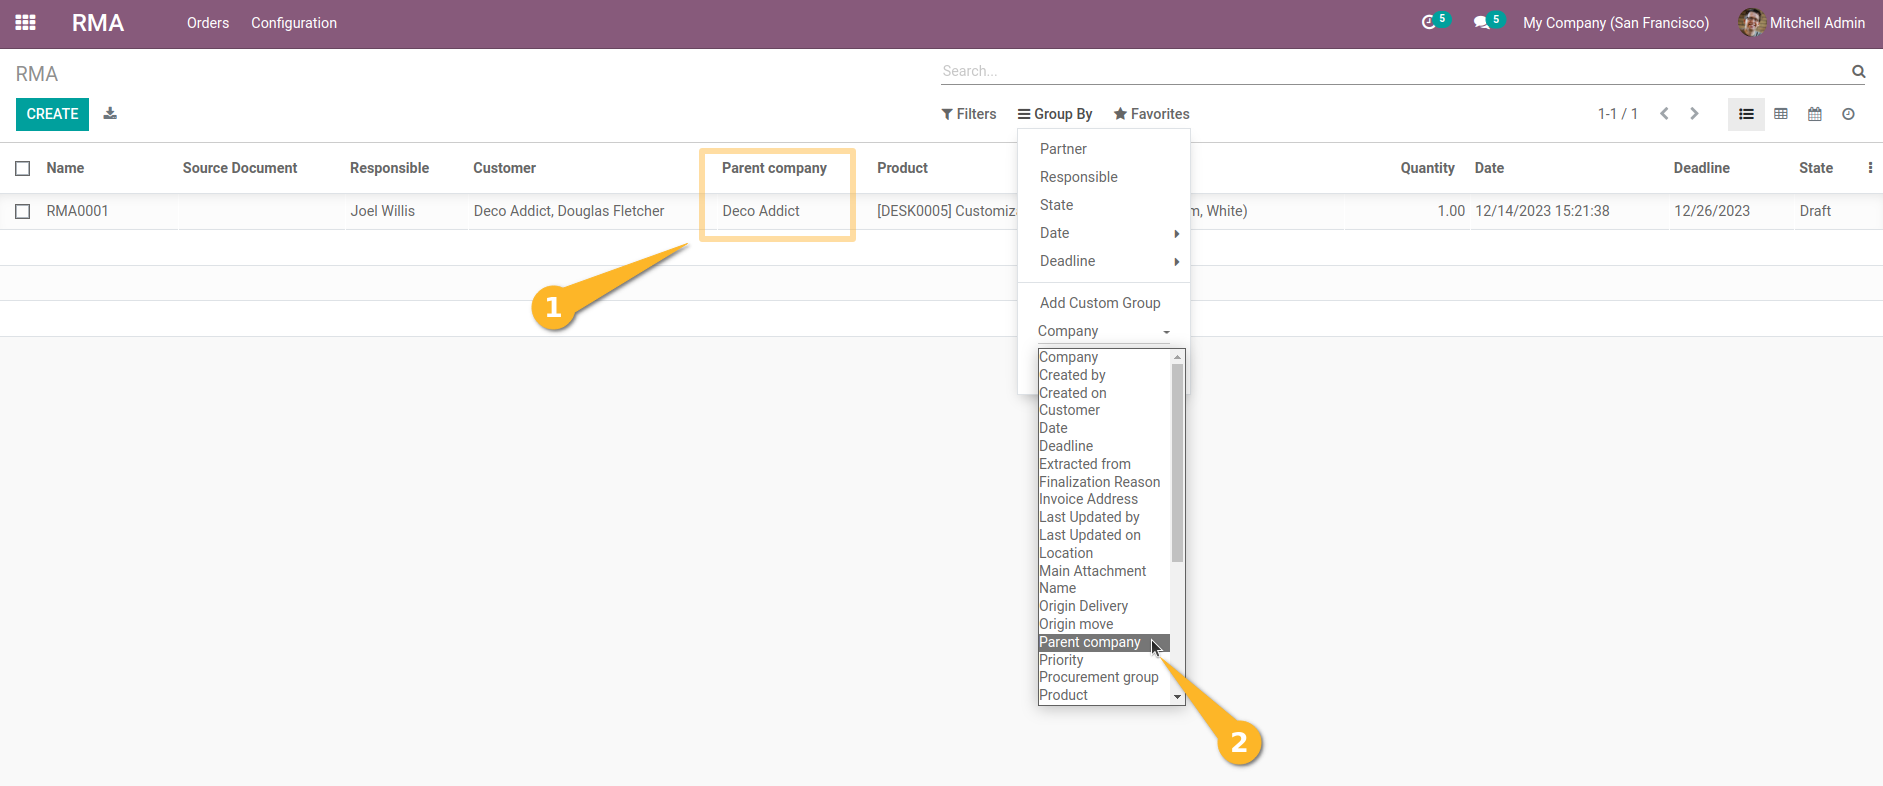 RMA Orders Configuration 5 5 My Company (San Francisco) Mitchell Admin
RMA Search...
CREATE Filters Group By Favorites 1-1 / 1
Name Source Document Responsible Customer Parent company Product Quantity Date Deadline State
RMA0001 Joel Willis Deco Addict, Douglas Fletcher Deco Addict [DESK0005] Customiz m, White) 1.00 12/14/2023 15:21:38 12/26/2023 Draft
Partner
Responsible
State
Date
Deadline
Add Custom Group
Company
Company
Created by
Created on
Customer
Date
Deadline
Extracted from
Finalization Reason
Invoice Address
Last Updated by
Last Updated on
Location
Main Attachment
Name
Origin Delivery
Origin move
Parent company
Priority
Procurement group
Product
1
2